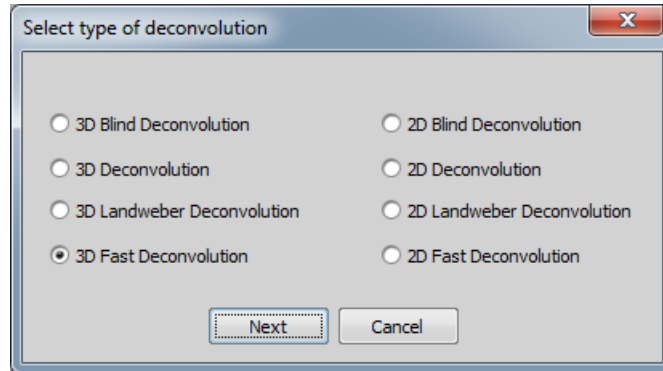 Select type of deconvolution
3D Blind Deconvolution 2D Blind Deconvolution
3D Deconvolution 2D Deconvolution
3D Landweber Deconvolution 2D Landweber Deconvolution
3D Fast Deconvolution 2D Fast Deconvolution
Next Cancel